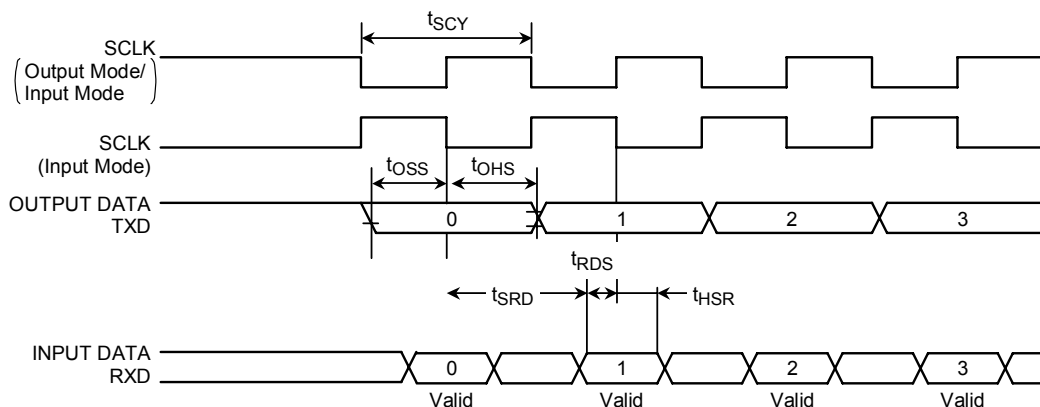 tSCY
SCLK
(Output Mode/
Input Mode)
SCLK
(Input Mode)
tOSS
tOHS
OUTPUT DATA
TXD
0
1
2
3
tRDS
tSRD
tHSR
INPUT DATA
RXD
0
1
2
3
Valid
Valid
Valid
Valid